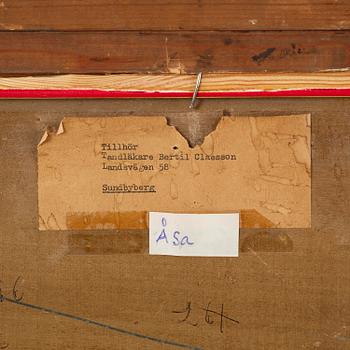 Tillhör
Tandläkare Bertil Claesson
Landsvägen 58
Sundbyberg
Åsa